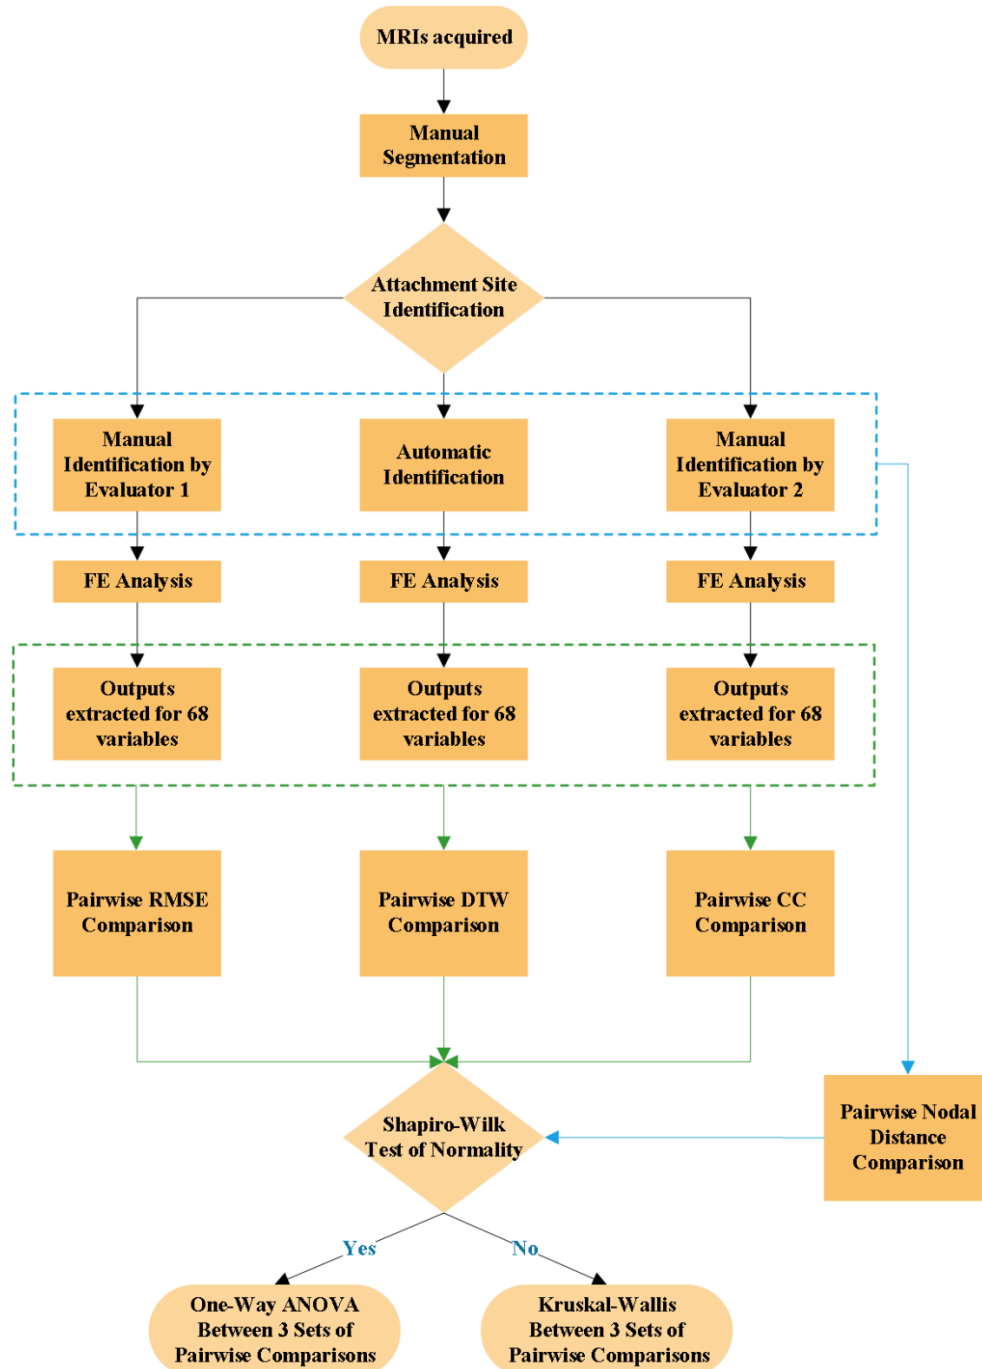 MRIs acquired
Manual
Segmentation
Attachment Site
Identification
Manual
Identification by
Evaluator 1
Automatic
Identification
Manual
Identification by
Evaluator 2
FE Analysis
FE Analysis
FE Analysis
Outputs
extracted for 68
variables
Outputs
extracted for 68
variables
Outputs
extracted for 68
variables
Pairwise RMSE
Comparison
Pairwise DTW
Comparison
Pairwise CC
Comparison
Shapiro-Wilk
Test of Normality
Pairwise Nodal
Distance
Comparison
Yes
No
One-Way ANOVA
Between 3 Sets of
Pairwise Comparisons
Kruskal-Wallis
Between 3 Sets of
Pairwise Comparisons